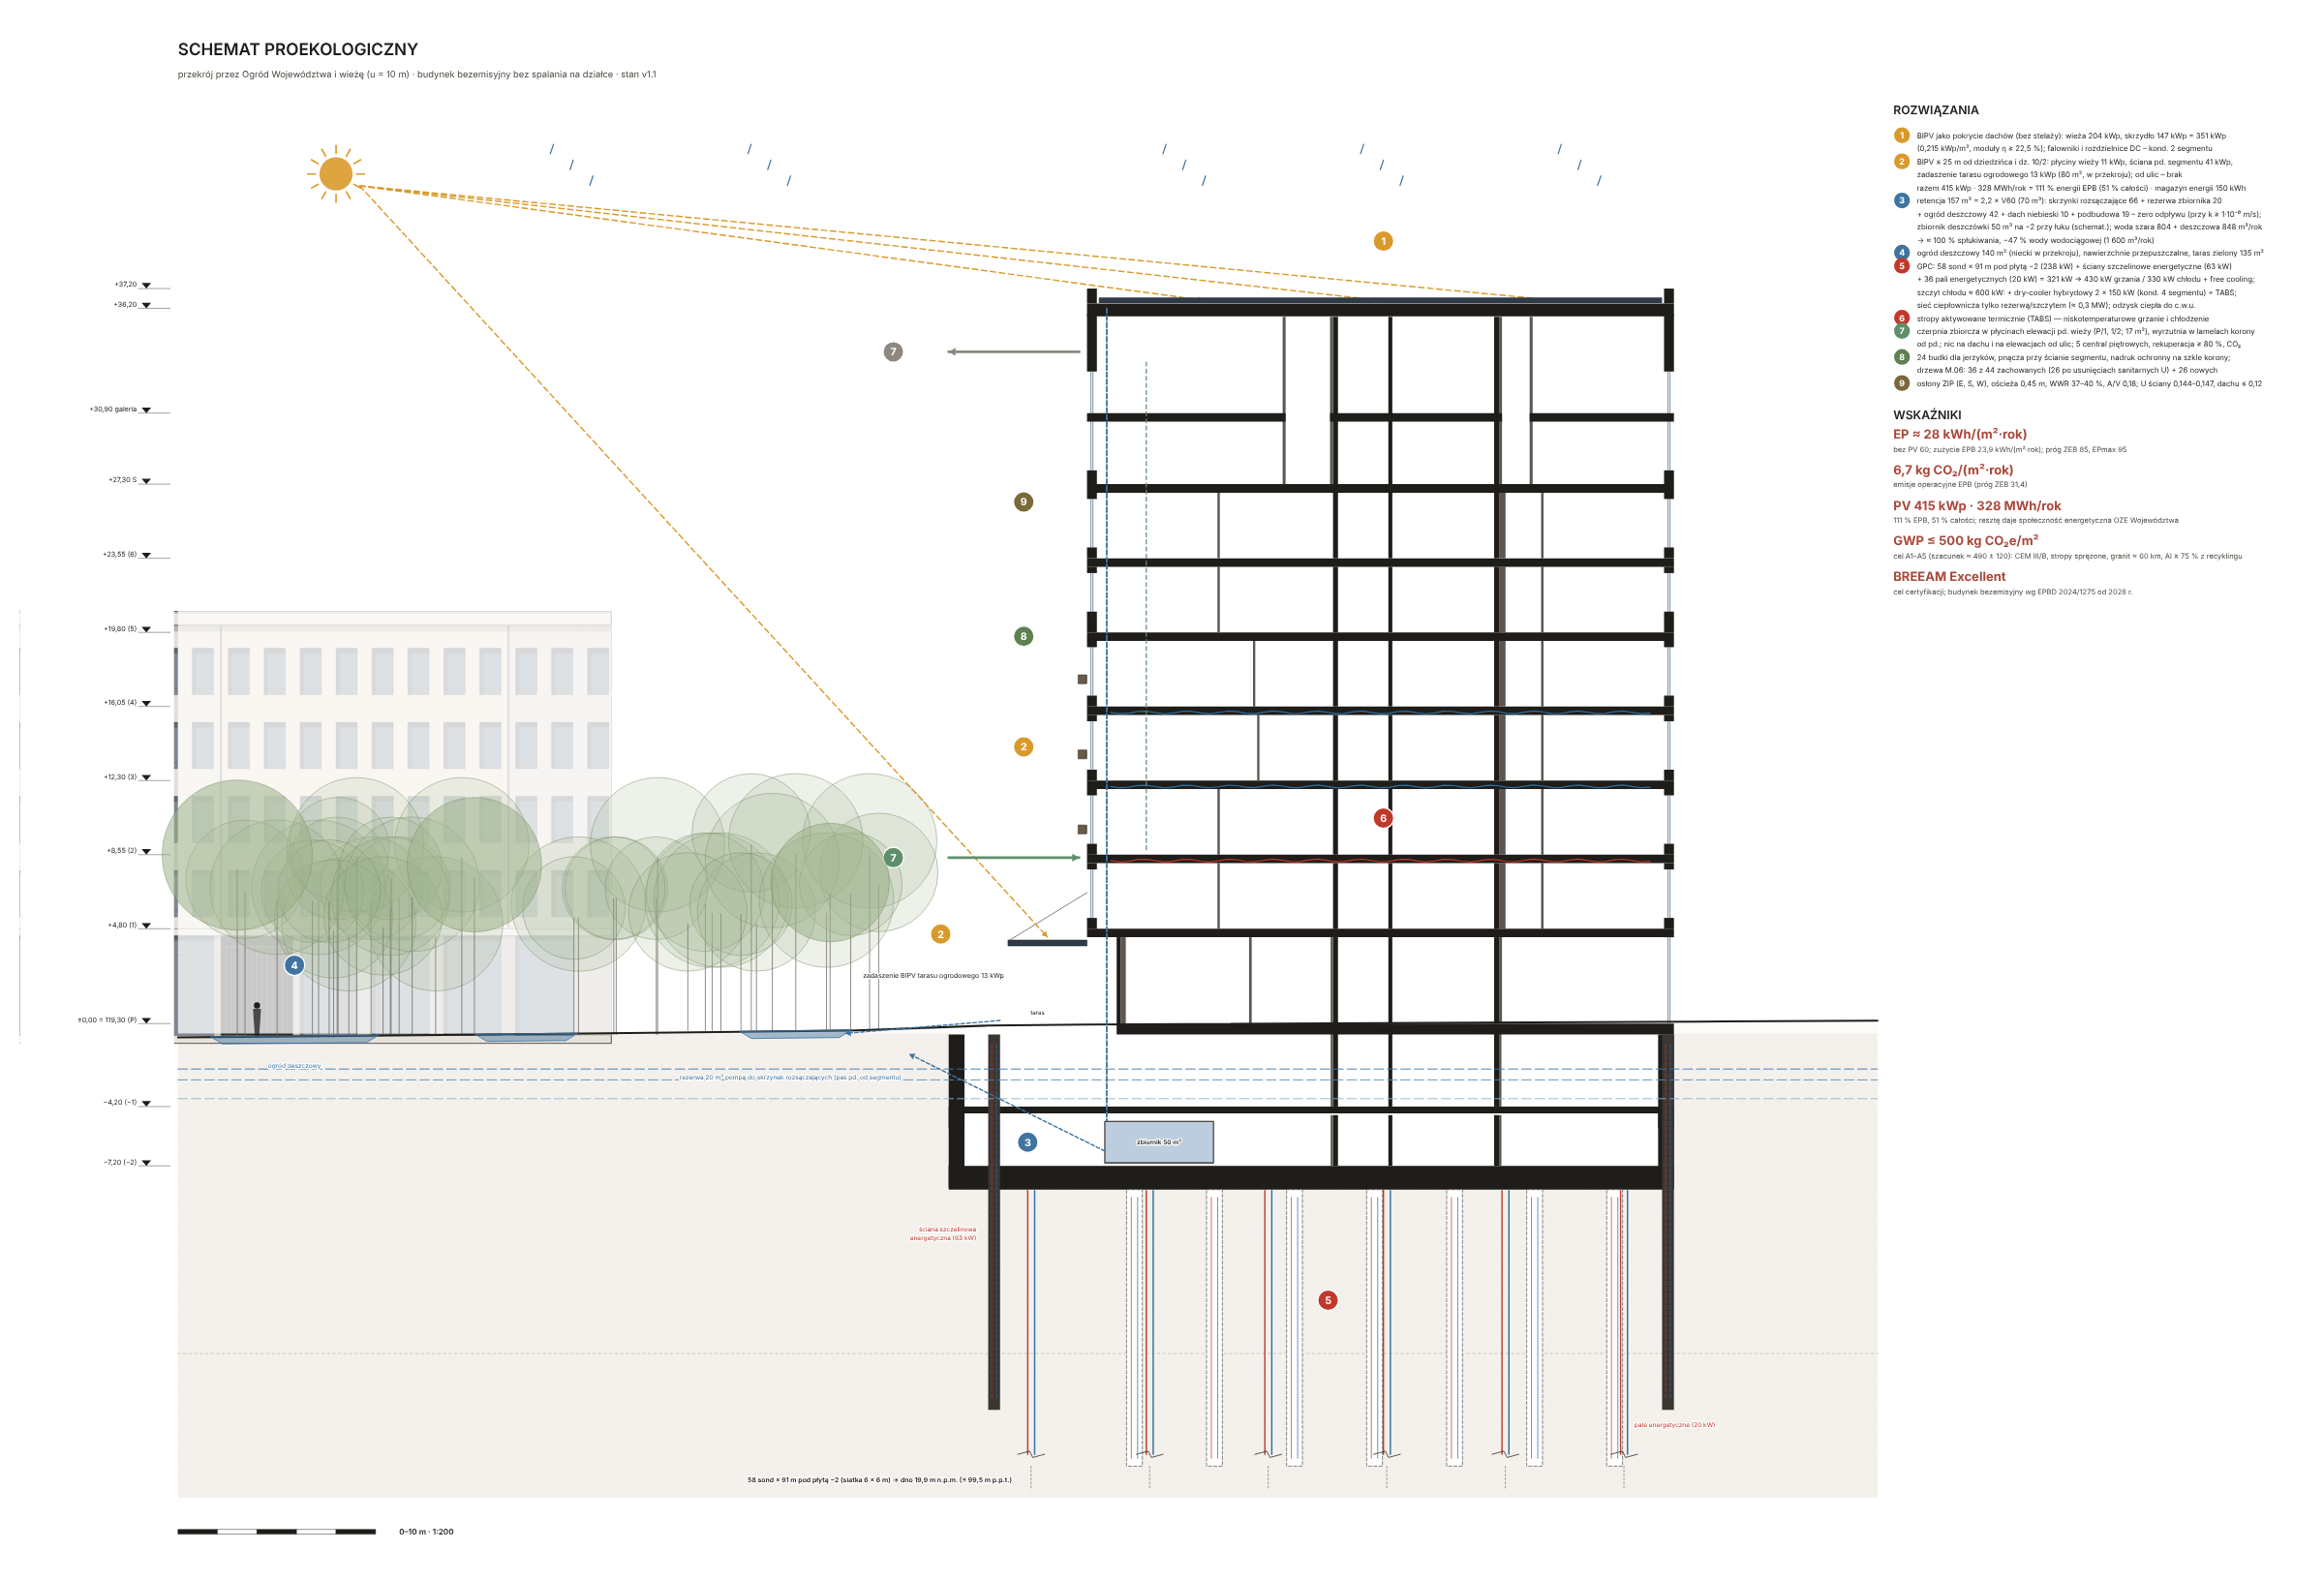 SCHEMAT PROEKOLOGICZNY
przekrój przez Ogród Województwa i wieżę (u = 10 m) · budynek bezemisyjny bez spalania na działce · stan v1.1
ROZWIĄZANIA
1 BIPV jako pokrycie dachów (bez stelaży): wieża 204 kWp, skrzydło 147 kWp = 351 kWp
(0,215 kWp/m², moduły η ≥ 22,5 %); falowniki i rozdzielnice DC – kond. 2 segmentu
2 BIPV ≤ 25 m od dziedzińca i dz. 10/2: płyciny wieży 11 kWp, ściana pd. segmentu 41 kWp,
zadaszenie tarasu ogrodowego 13 kWp (80 m², w przekroju); od ulic – brak
razem 415 kWp · 328 MWh/rok = 111 % energii EPB (51 % całości) · magazyn energii 150 kWh
3 retencja 157 m³ = 2,2 × V60 (70 m³): skrzynki rozsączające 66 + rezerwa zbiornika 20
+ ogród deszczowy 42 + dach niebieski 10 + podbudowa 19 – zero odpływu (przy k ≥ 1·10⁻⁶ m/s);
zbiornik deszczówki 50 m³ na −2 przy łuku (schemat.); woda szara 804 + deszczowa 848 m³/rok
→ ≈ 100 % spłukiwania, −47 % wody wodociągowej (1 600 m³/rok)
4 ogród deszczowy 140 m² (niecki w przekroju), nawierzchnie przepuszczalne, taras zielony 135 m²
5 GPC: 58 sond × 91 m pod płytą −2 (238 kW) + ściany szczelinowe energetyczne (63 kW)
+ 36 pali energetycznych (20 kW) = 321 kW → 430 kW grzania / 330 kW chłodu + free cooling;
szczyt chłodu ≈ 600 kW: + dry-cooler hybrydowy 2 × 150 kW (kond. 4 segmentu) + TABS;
sieć ciepłownicza tylko rezerwą/szczytem (≈ 0,3 MW); odzysk ciepła do c.w.u.
6 stropy aktywowane termicznie (TABS) — niskotemperaturowe grzanie i chłodzenie
7 czerpnia zbiorcza w płycinach elewacji pd. wieży (P/1, 1/2; 17 m²), wyrzutnia w lamelach korony
od pd.; nic na dachu i na elewacjach od ulic; 5 central piętrowych, rekuperacja ≥ 80 %, CO₂
8 24 budki dla jerzyków, pnącza przy ścianie segmentu, nadruk ochronny na szkle korony;
drzewa M.06: 36 z 44 zachowanych (26 po usunięciach sanitarnych U) + 26 nowych
9 osłony ZIP (E, S, W), ościeża 0,45 m, WWR 37–40 %, A/V 0,18; U ściany 0,144–0,147, dachu ≤ 0,12
WSKAŹNIKI
EP ≈ 28 kWh/(m²·rok)
bez PV 60; zużycie EPB 23,9 kWh/(m²·rok); próg ZEB 85, EPmax 95
6,7 kg CO₂/(m²·rok)
emisje operacyjne EPB (próg ZEB 31,4)
PV 415 kWp · 328 MWh/rok
111 % EPB, 51 % całości; resztę daje społeczność energetyczna OZE Województwa
GWP ≤ 500 kg CO₂e/m²
cel A1–A5 (szacunek ≈ 490 ± 120): CEM III/B, stropy sprężone, granit ≈ 60 km, Al ≥ 75 % z recyklingu
BREEAM Excellent
cel certyfikacji; budynek bezemisyjny wg EPBD 2024/1275 od 2028 r.
1
+37,20
+36,20
7
+30,90 galeria
+27,30 S
9
+23,55 (6)
+19,80 (5)
8
+16,05 (4)
2
+12,30 (3)
6
+8,55 (2)
7
+4,80 (1)
2
4
zadaszenie BIPV tarasu ogrodowego 13 kWp
taras
±0,00 = 119,30 (P)
ogród deszczowy
rezerwa 20 m³ pompą do skrzynek rozsączających (pas pd. od segmentu)
−4,20 (−1)
3
zbiornik 50 m³
−7,20 (−2)
ściana szczelinowa
energetyczna (63 kW)
5
pale energetyczne (20 kW)
58 sond × 91 m pod płytą −2 (siatka 6 × 6 m) → dno 19,9 m n.p.m. (≤ 99,5 m p.p.t.)
0–10 m · 1:200